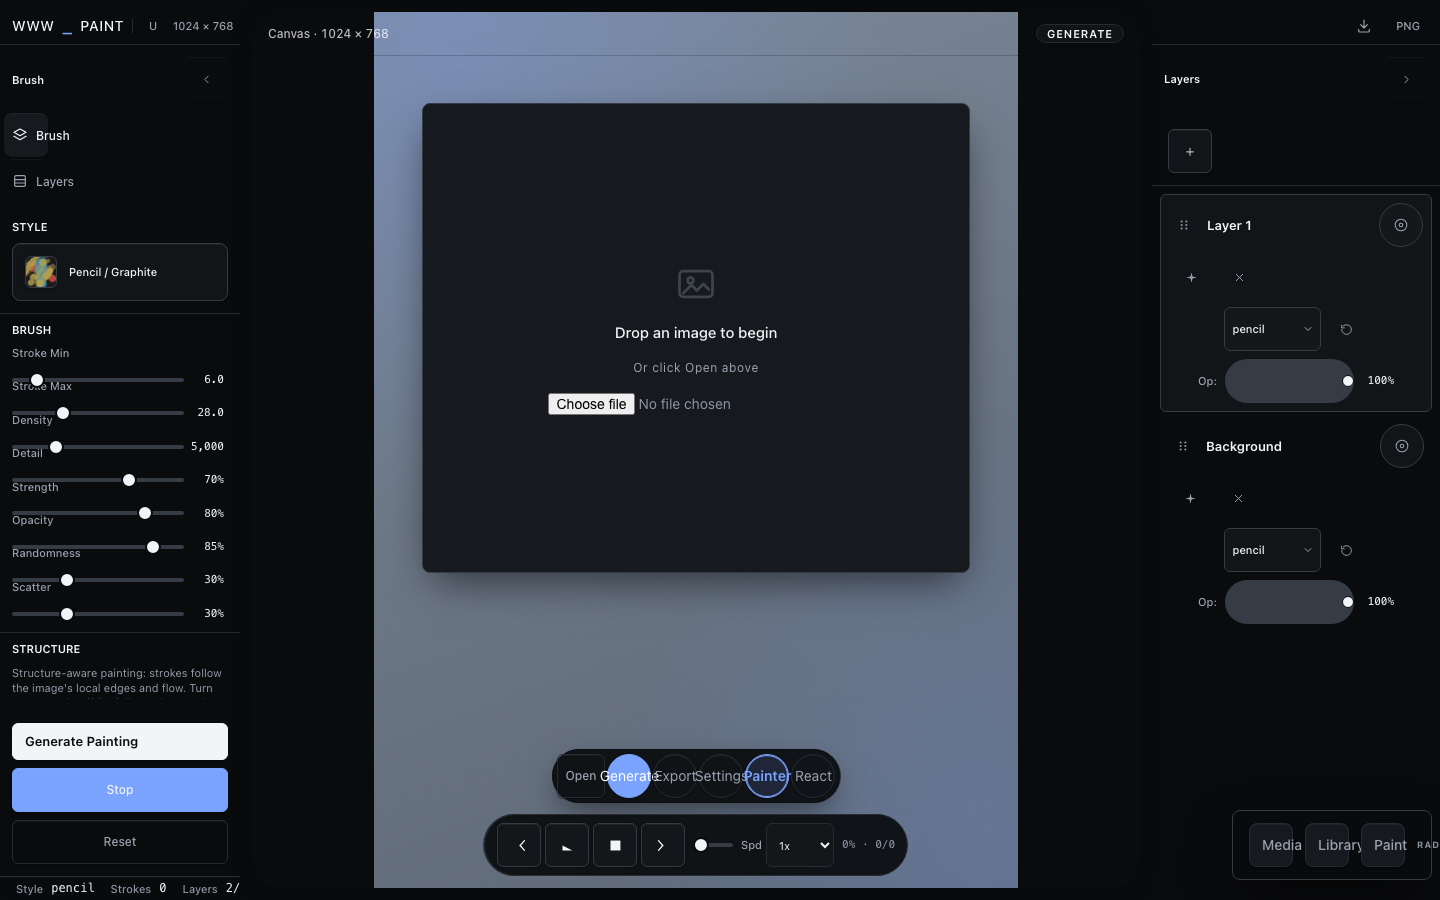 WWW _ PAINT U 1024 × 768
Canvas · 1024 × 768
GENERATE
PNG
Brush
Brush
Layers
STYLE
Pencil / Graphite
BRUSH
Stroke Min
6.0
Stroke Max
28.0
Density
5,000
Detail
70%
Strength
80%
Opacity
85%
Randomness
30%
Scatter
30%
STRUCTURE
Structure-aware painting: strokes follow
the image's local edges and flow. Turn
Generate Painting
Stop
Reset
Style pencil Strokes 0 Layers 2/
Drop an image to begin
Or click Open above
Choose file No file chosen
Open Generate Export Settings Painter React
Spd 1x 0% · 0/0
Layers
+
Layer 1
pencil
Op: 100%
Background
pencil
Op: 100%
Media Library Paint RAD